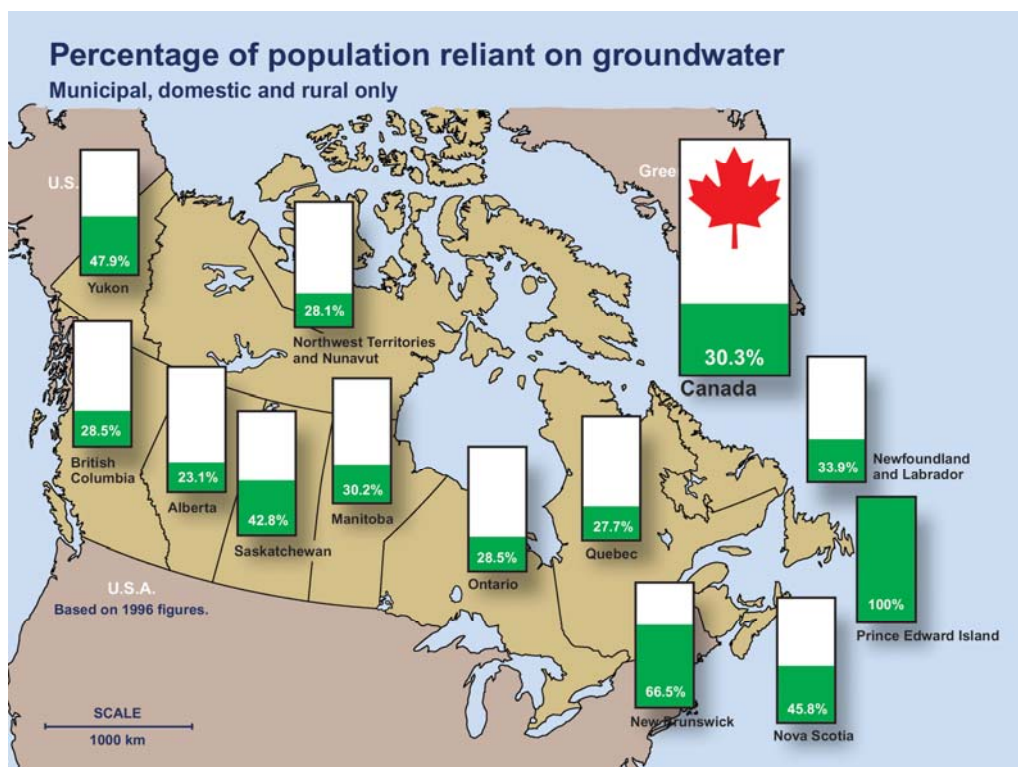 Percentage of population reliant on groundwater
Municipal, domestic and rural only
U.S.
47.9%
Yukon
28.1%
Northwest Territories
and Nunavut
Gree
30.3%
Canada
28.5%
British
Columbia
23.1%
Alberta
42.8%
Saskatchewan
30.2%
Manitoba
28.5%
Ontario
27.7%
Quebec
33.9%
Newfoundland
and Labrador
100%
Prince Edward Island
66.5%
New Brunswick
45.8%
Nova Scotia
U.S.A.
Based on 1996 figures.
SCALE
1000 km